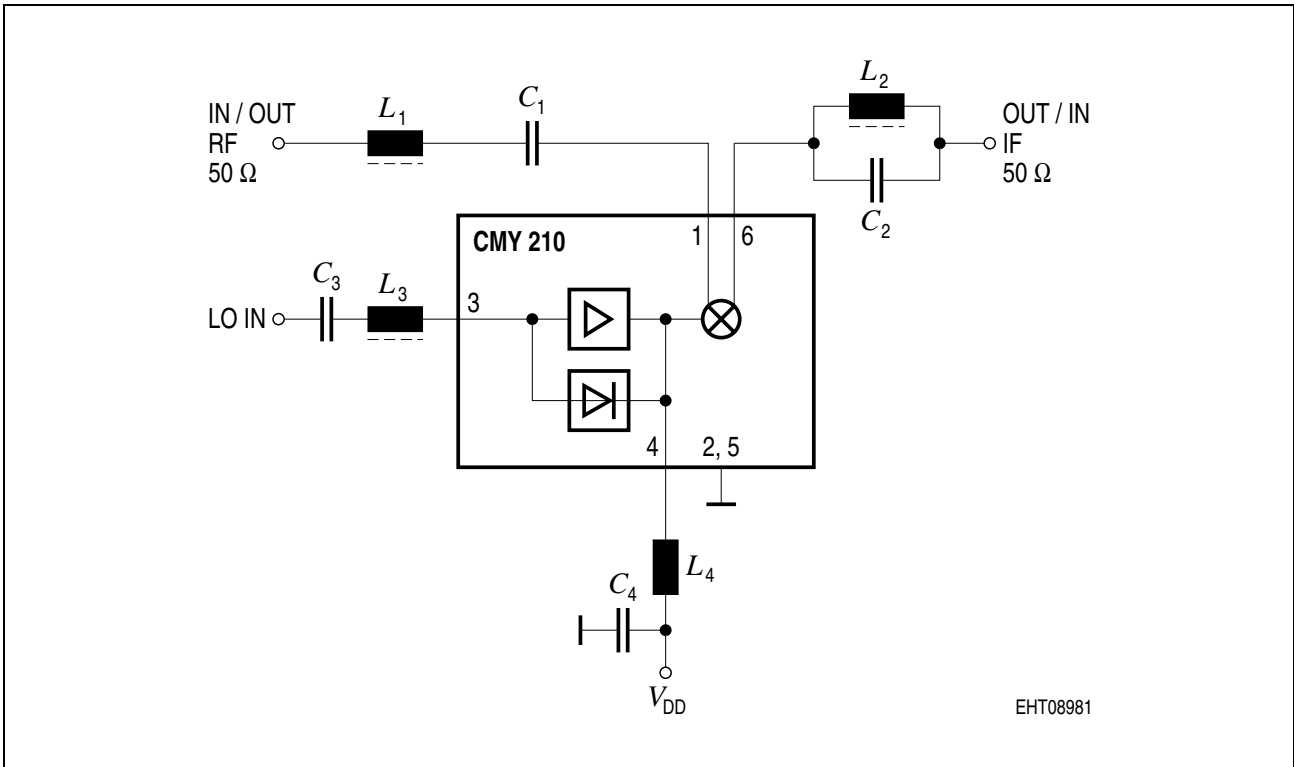 IN / OUT
RF
50 Ω
L1
C1
L2
OUT / IN
IF
50 Ω
C2
CMY 210
1
6
C3
L3
LO IN
3
4
2, 5
L4
C4
VDD
EHT08981